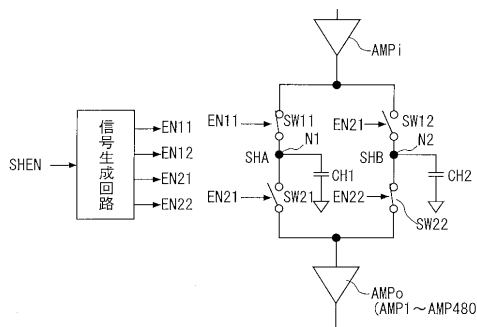 AMPi
SHEN
信号生成回路
EN11
EN12
EN21
EN22
EN11
SW11
EN21
SW12
N1
N2
SHA
SHB
CH1
CH2
EN21
SW21
EN22
SW22
AMPo
(AMP1～AMP480